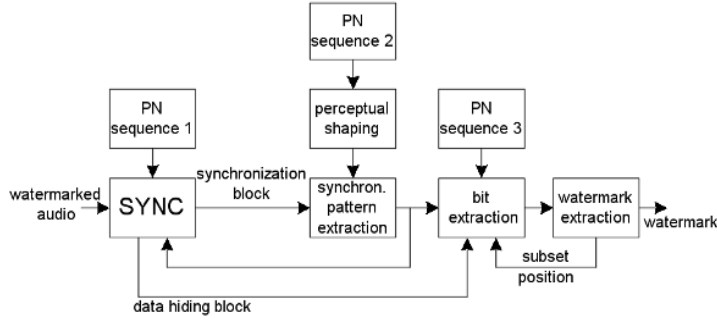 PN
sequence 2
PN
sequence 1
perceptual
shaping
PN
sequence 3
watermarked
audio
SYNC
synchronization
block
synchron.
pattern
extraction
bit
extraction
watermark
extraction
watermark
subset
position
data hiding block